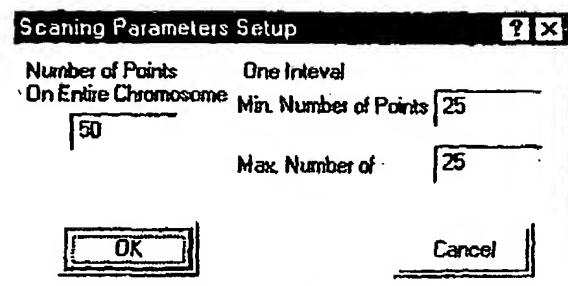 Scaning Parameters Setup ? ×
Number of Points
On Entire Chromosome
50
One Inteval
Min. Number of Points 25
Max. Number of 25
OK
Cancel